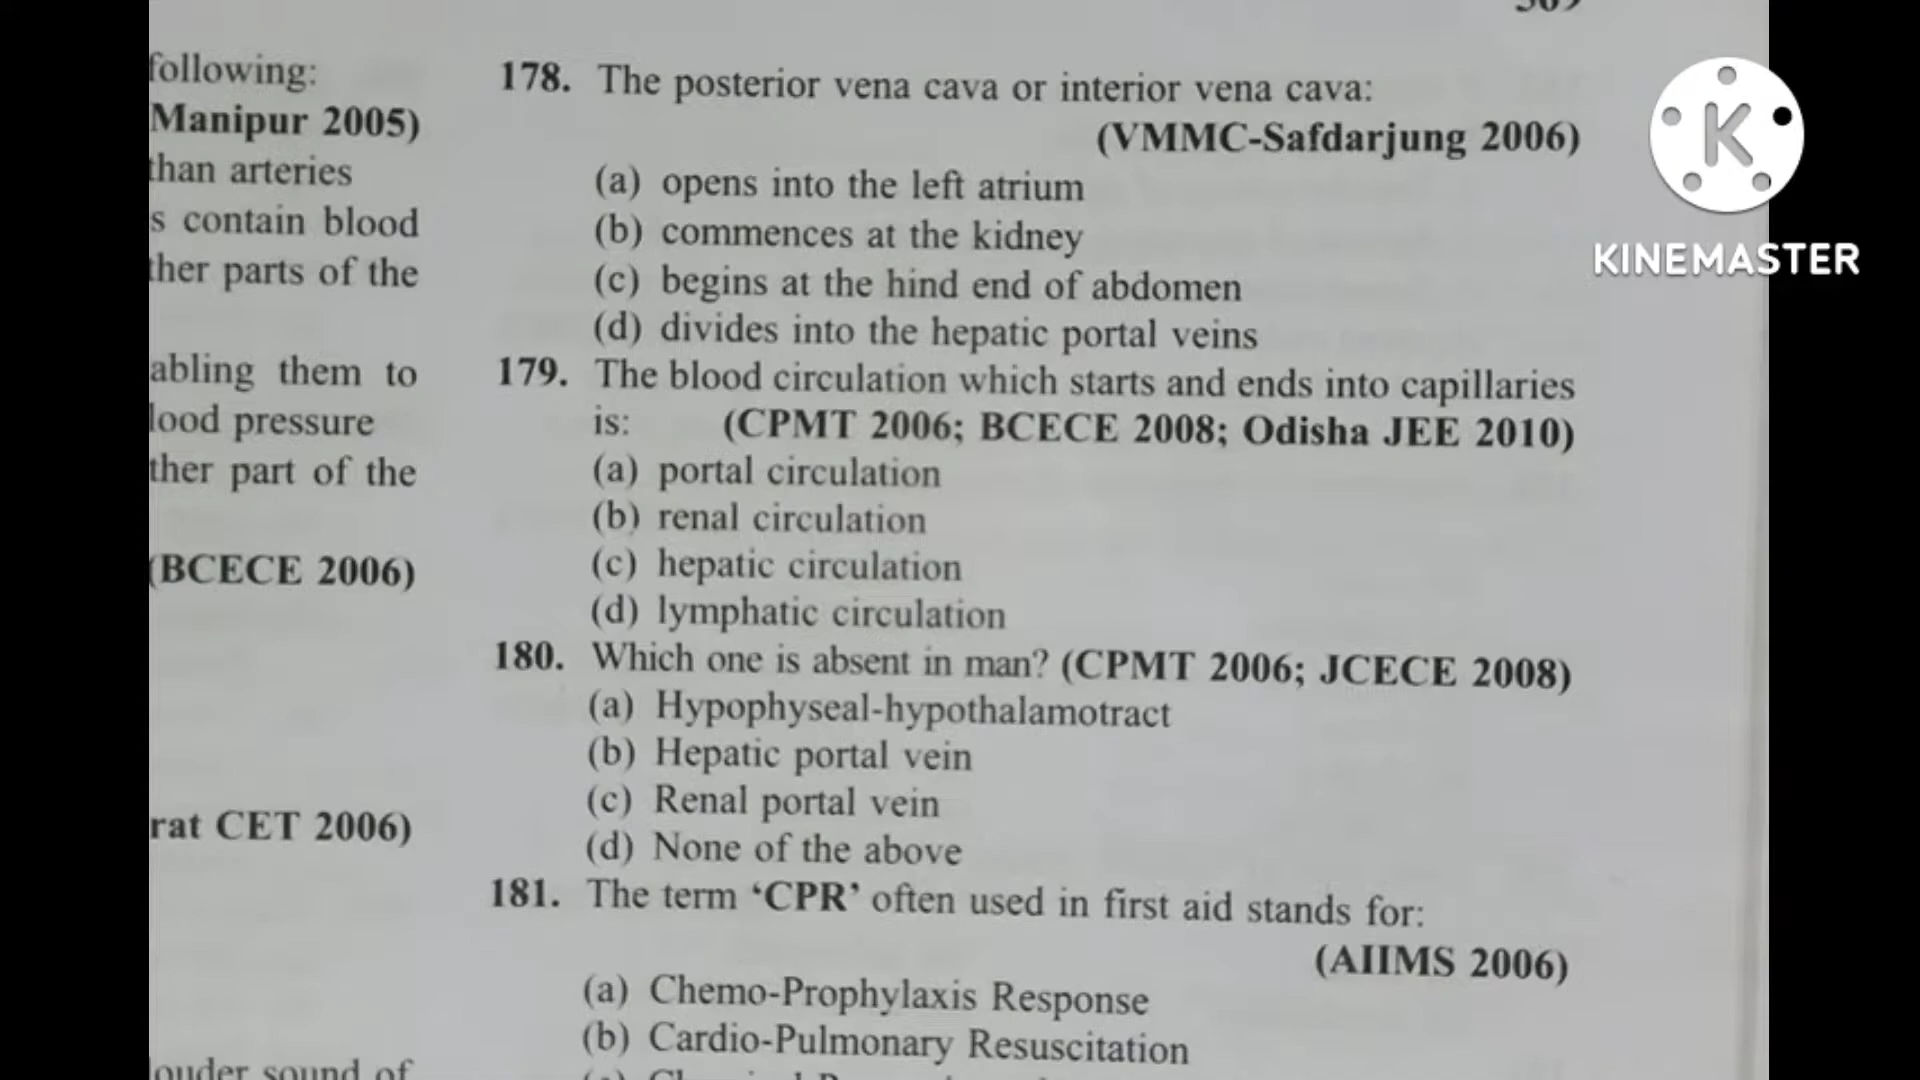 following:
Manipur 2005)
than arteries
s contain blood
ther parts of the
abling them to
lood pressure
ther part of the
(BCECE 2006)
rat CET 2006)
ouder sound of
178. The posterior vena cava or interior vena cava:
(VMMC-Safdarjung 2006)
(a) opens into the left atrium
(b) commences at the kidney
(c) begins at the hind end of abdomen
(d) divides into the hepatic portal veins
179. The blood circulation which starts and ends into capillaries
is: (CPMT 2006; BCECE 2008; Odisha JEE 2010)
(a) portal circulation
(b) renal circulation
(c) hepatic circulation
(d) lymphatic circulation
180. Which one is absent in man? (CPMT 2006; JCECE 2008)
(a) Hypophyseal-hypothalamotract
(b) Hepatic portal vein
(c) Renal portal vein
(d) None of the above
181. The term ‘CPR’ often used in first aid stands for:
(AIIMS 2006)
(a) Chemo-Prophylaxis Response
(b) Cardio-Pulmonary Resuscitation
K
KINEMASTER